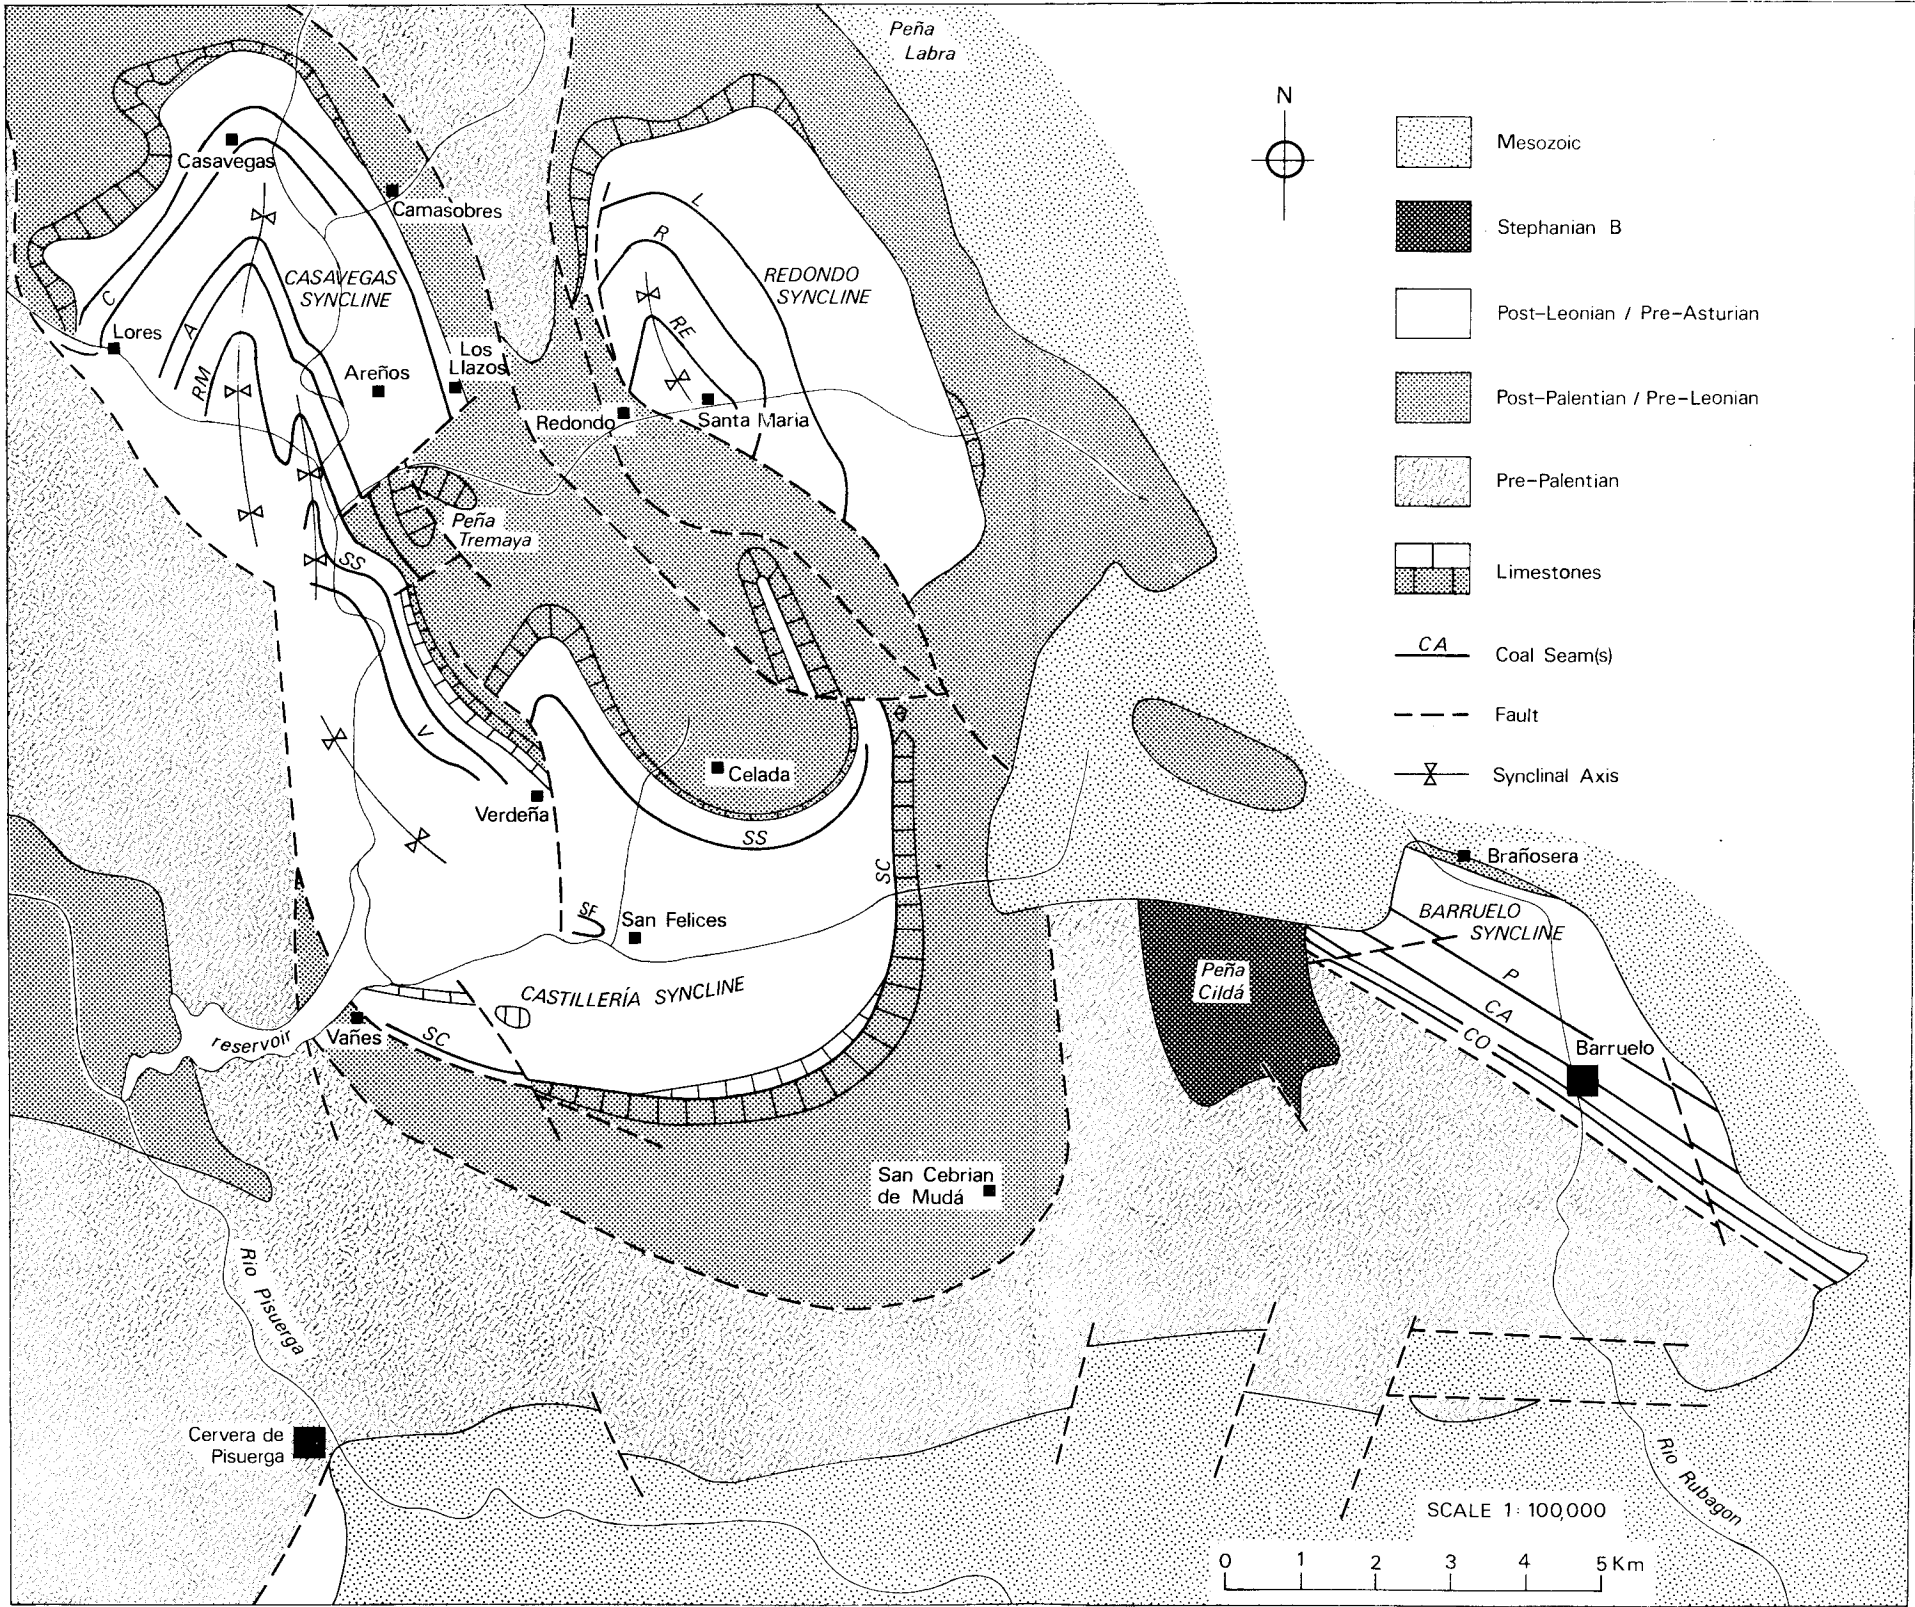 Peña
Labra
N
Mesozoic
Stephanian B
Post–Leonian / Pre–Asturian
Post–Palentian / Pre–Leonian
Pre–Palentian
Limestones
CA
Coal Seam(s)
Fault
Synclinal Axis
Casavegas
Camasobres
C
CASAVEGAS
SYNCLINE
Lores
A
RM
Areños
Los
Llazos
L
R
REDONDO
SYNCLINE
RE
Redondo
Santa Maria
Peña
Tremaya
SS
V
Verdeña
Celada
SS
SC
SF
San Felices
CASTILLERÍA SYNCLINE
reservoir
Vañes
SC
Brañosera
BARRUELO
SYNCLINE
Peña
Cildá
P
CA
CO
Barruelo
San Cebrian
de Mudá
Rio Pisuerga
Cervera de
Pisuerga
Rio Rubagon
SCALE 1:100,000
0 1 2 3 4 5 Km